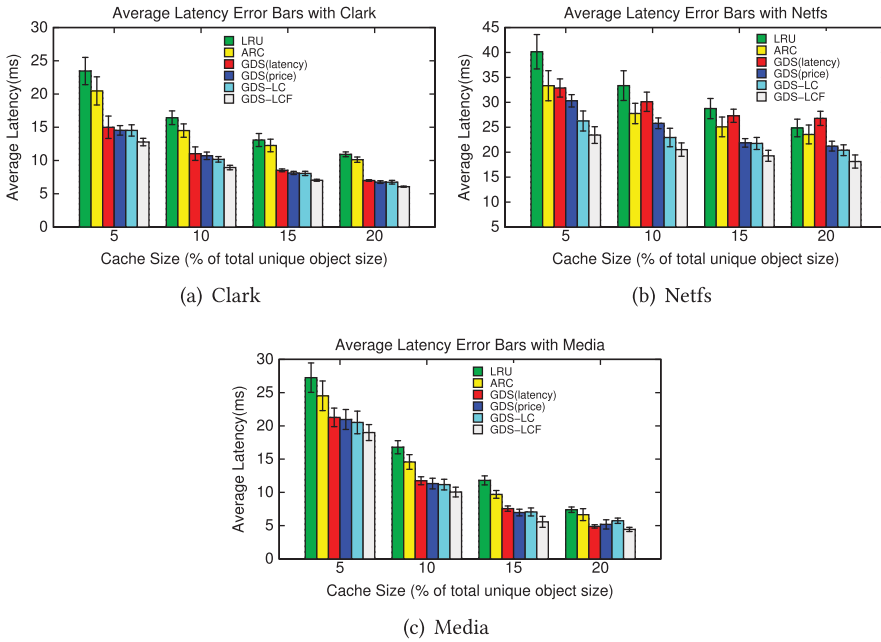 Average Latency Error Bars with Clark
30
25
20
15
10
5
0
Average Latency(ms)
LRU
ARC
GDS(latency)
GDS(price)
GDS-LC
GDS-LCF
5 10 15 20
Cache Size (% of total unique object size)
(a) Clark
Average Latency Error Bars with Netfs
45
40
35
30
25
20
15
10
5
Average Latency(ms)
LRU
ARC
GDS(latency)
GDS(price)
GDS-LC
GDS-LCF
5 10 15 20
Cache Size (% of total unique object size)
(b) Netfs
Average Latency Error Bars with Media
30
25
20
15
10
5
0
Average Latency(ms)
LRU
ARC
GDS(latency)
GDS(price)
GDS-LC
GDS-LCF
5 10 15 20
Cache Size (% of total unique object size)
(c) Media